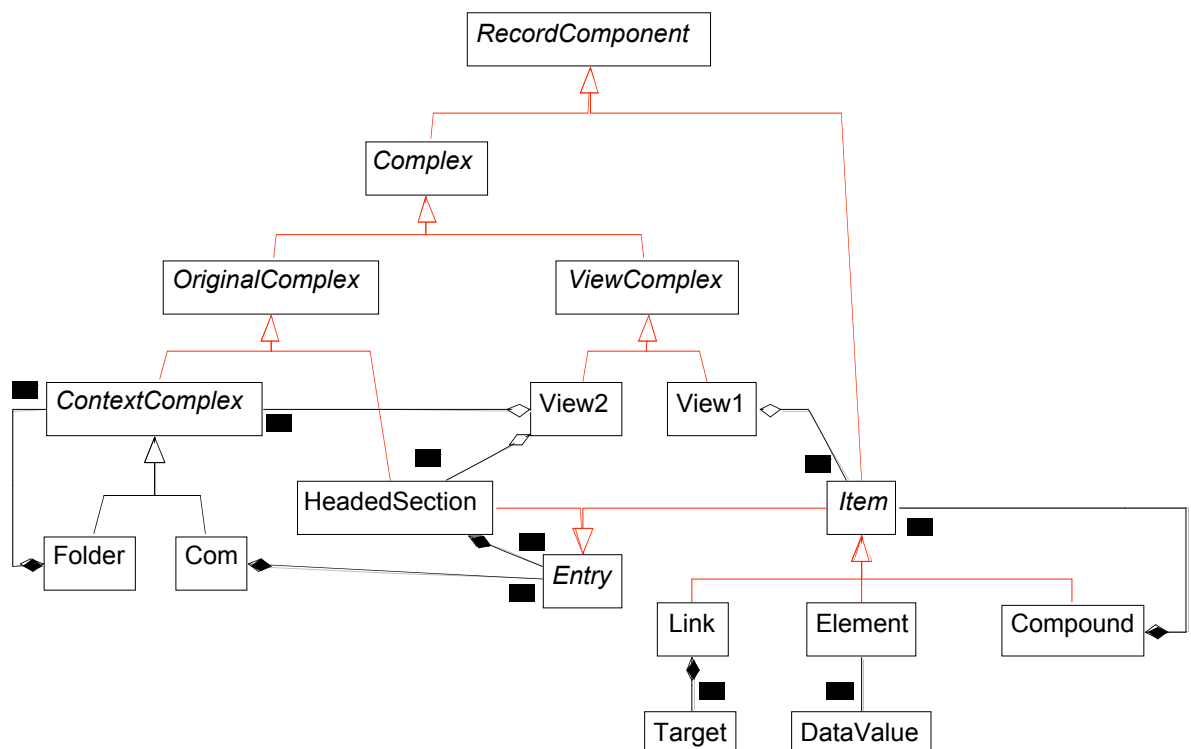 RecordComponent
Complex
OriginalComplex
ViewComplex
ContextComplex
View2
View1
HeadedSection
Item
Folder
Com
Entry
Link
Element
Compound
Target
DataValue